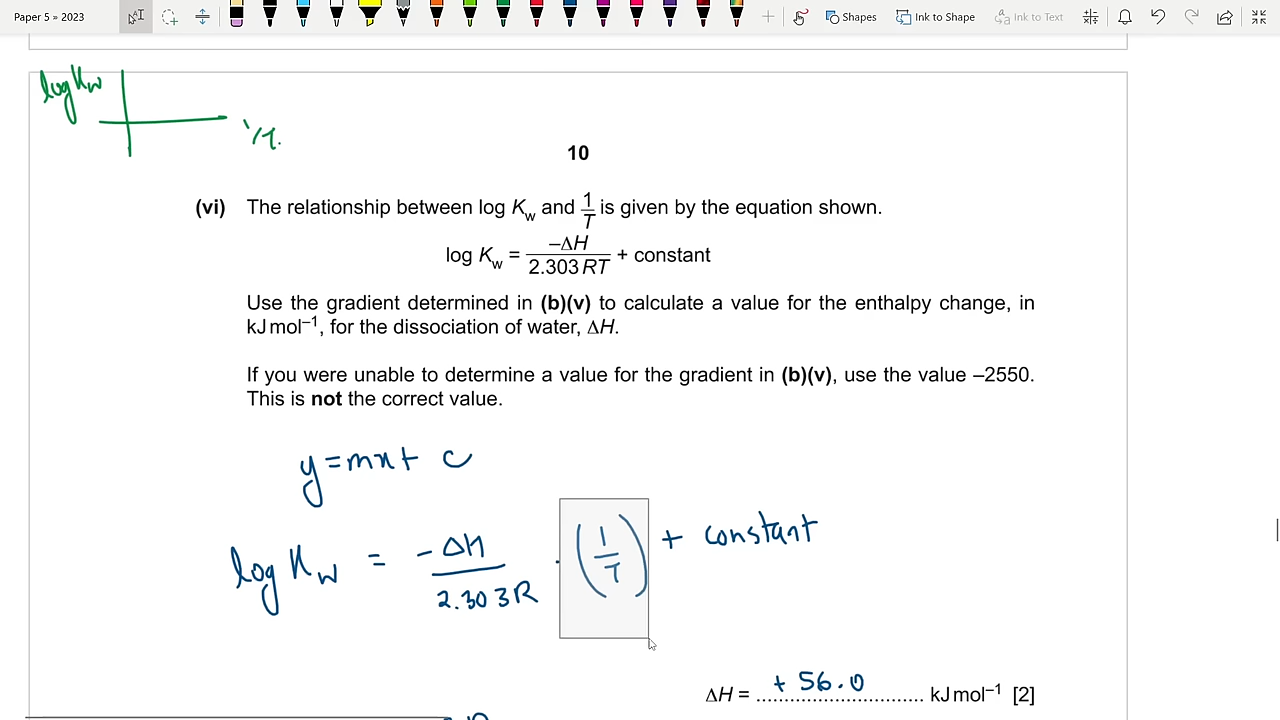 Paper 5 » 2023
Shapes
Ink to Shape
Ink to Text
log Kw
1/T.
10
(vi) The relationship between log Kw and 1/T is given by the equation shown.
log Kw = –ΔH / 2.303 RT + constant
Use the gradient determined in (b)(v) to calculate a value for the enthalpy change, in
kJ mol–1, for the dissociation of water, ΔH.
If you were unable to determine a value for the gradient in (b)(v), use the value –2550.
This is not the correct value.
y = mx + c
log Kw = -ΔH / 2.303R · (1/T) + constant
ΔH = + 56.0 kJ mol–1 [2]